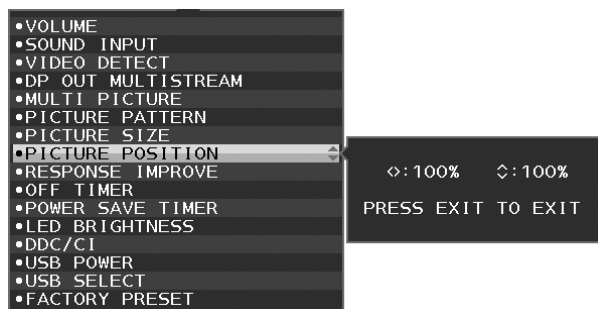 •VOLUME
•SOUND INPUT
•VIDEO DETECT
•DP OUT MULTISTREAM
•MULTI PICTURE
•PICTURE PATTERN
•PICTURE SIZE
•PICTURE POSITION
•RESPONSE IMPROVE
•OFF TIMER
•POWER SAVE TIMER
•LED BRIGHTNESS
•DDC/CI
•USB POWER
•USB SELECT
•FACTORY PRESET
<>:100% ◇:100%
PRESS EXIT TO EXIT